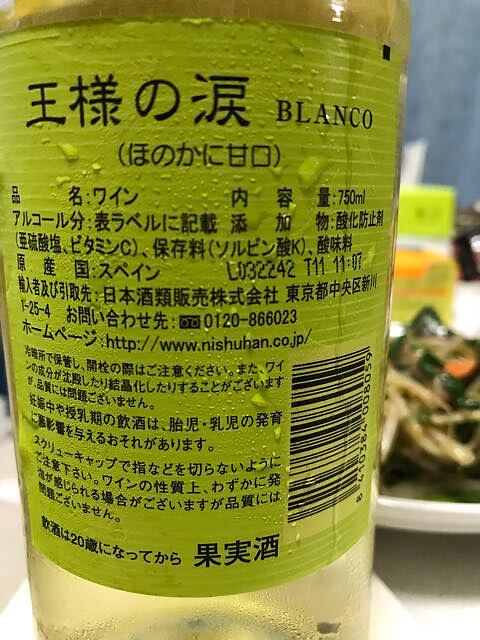 王様の涙 BLANCO
(ほのかに甘口)
品 名:ワイン 内 容 量:750ml
アルコール分:表ラベルに記載 添 加 物:酸化防止剤
(亜硫酸塩、ビタミンC)、保存料(ソルビン酸K)、酸味料
原 産 国:スペイン L032242 T11 11:07
輸入者及び引取先:日本酒類販売株式会社 東京都中央区新川
1-25-4 お問い合わせ先: 0120-866023
ホームページ:http://www.nishuhan.co.jp/
冷暗所で保管し、開栓の際はご注意ください。また、ワイ
ンの成分が沈殿したり結晶化したりすることがございます
が、品質には問題ございません。
妊娠中や授乳期の飲酒は、胎児・乳児の発育
に悪影響を与えるおそれがあります。
スクリューキャップで指などを切らないように
ご注意下さい。ワインの性質上、わずかに発
泡が感じられる場合がございますが品質には
問題ございません。
飲酒は20歳になってから 果実酒
8 410384 008059